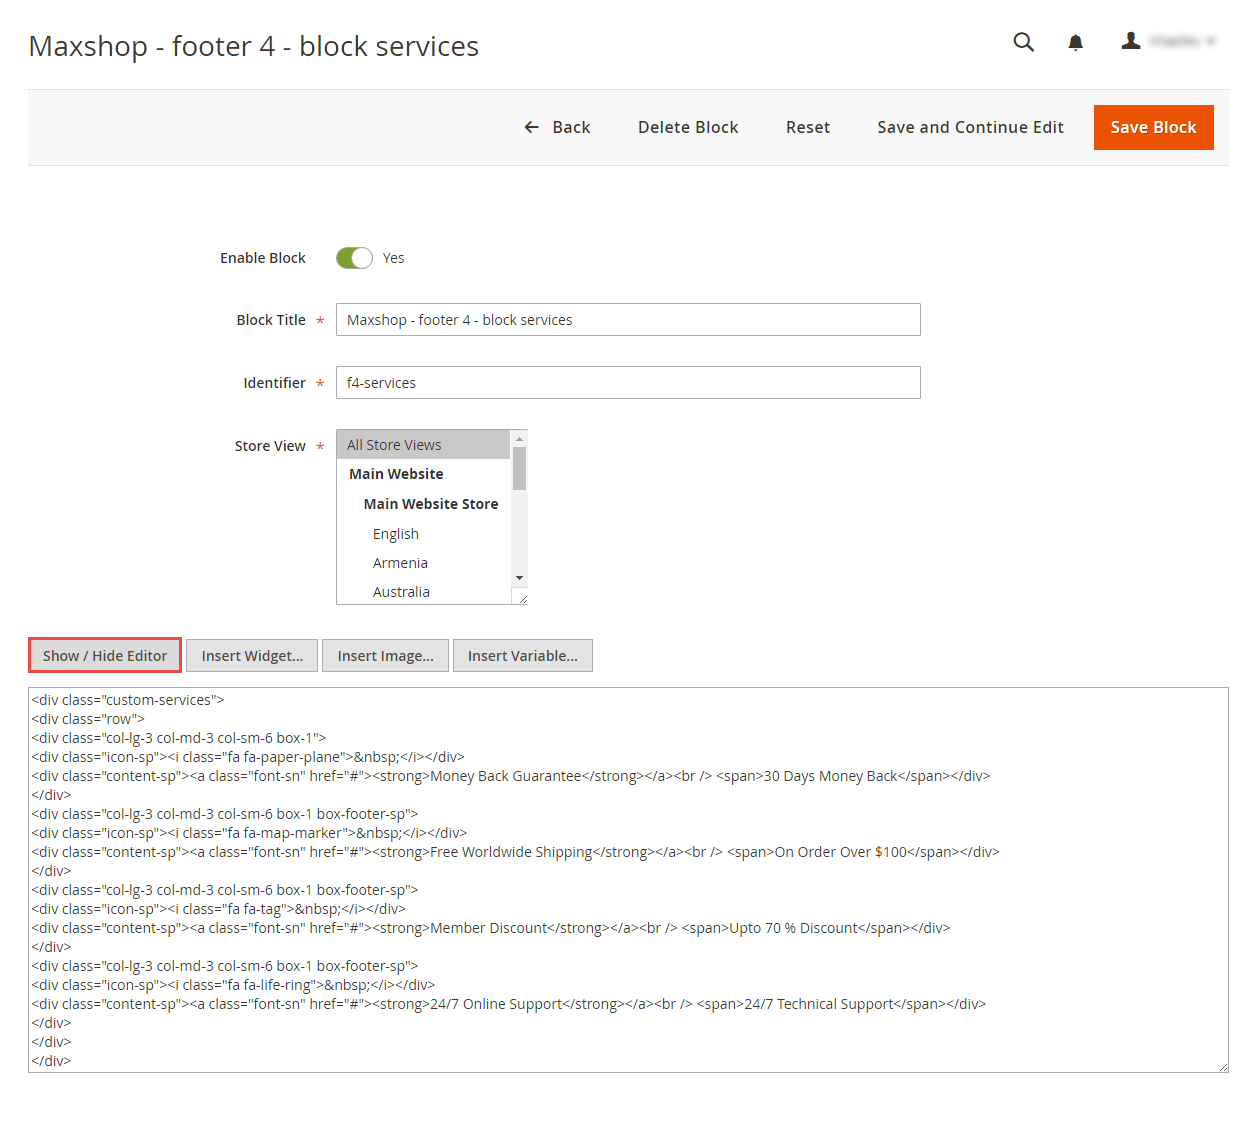 Maxshop - footer 4 - block services
Back
Delete Block
Reset
Save and Continue Edit
Save Block
Enable Block
Yes
Block Title *
Maxshop - footer 4 - block services
Identifier *
f4-services
Store View *
All Store Views
Main Website
Main Website Store
English
Armenia
Australia
Show / Hide Editor
Insert Widget...
Insert Image...
Insert Variable...
<div class="custom-services">
<div class="row">
<div class="col-lg-3 col-md-3 col-sm-6 box-1">
<div class="icon-sp"><i class="fa fa-paper-plane">&nbsp;</i></div>
<div class="content-sp"><a class="font-sn" href="#"><strong>Money Back Guarantee</strong></a><br /> <span>30 Days Money Back</span></div>
</div>
<div class="col-lg-3 col-md-3 col-sm-6 box-1 box-footer-sp">
<div class="icon-sp"><i class="fa fa-map-marker">&nbsp;</i></div>
<div class="content-sp"><a class="font-sn" href="#"><strong>Free Worldwide Shipping</strong></a><br /> <span>On Order Over $100</span></div>
</div>
<div class="col-lg-3 col-md-3 col-sm-6 box-1 box-footer-sp">
<div class="icon-sp"><i class="fa fa-tag">&nbsp;</i></div>
<div class="content-sp"><a class="font-sn" href="#"><strong>Member Discount</strong></a><br /> <span>Upto 70 % Discount</span></div>
</div>
<div class="col-lg-3 col-md-3 col-sm-6 box-1 box-footer-sp">
<div class="icon-sp"><i class="fa fa-life-ring">&nbsp;</i></div>
<div class="content-sp"><a class="font-sn" href="#"><strong>24/7 Online Support</strong></a><br /> <span>24/7 Technical Support</span></div>
</div>
</div>
</div>